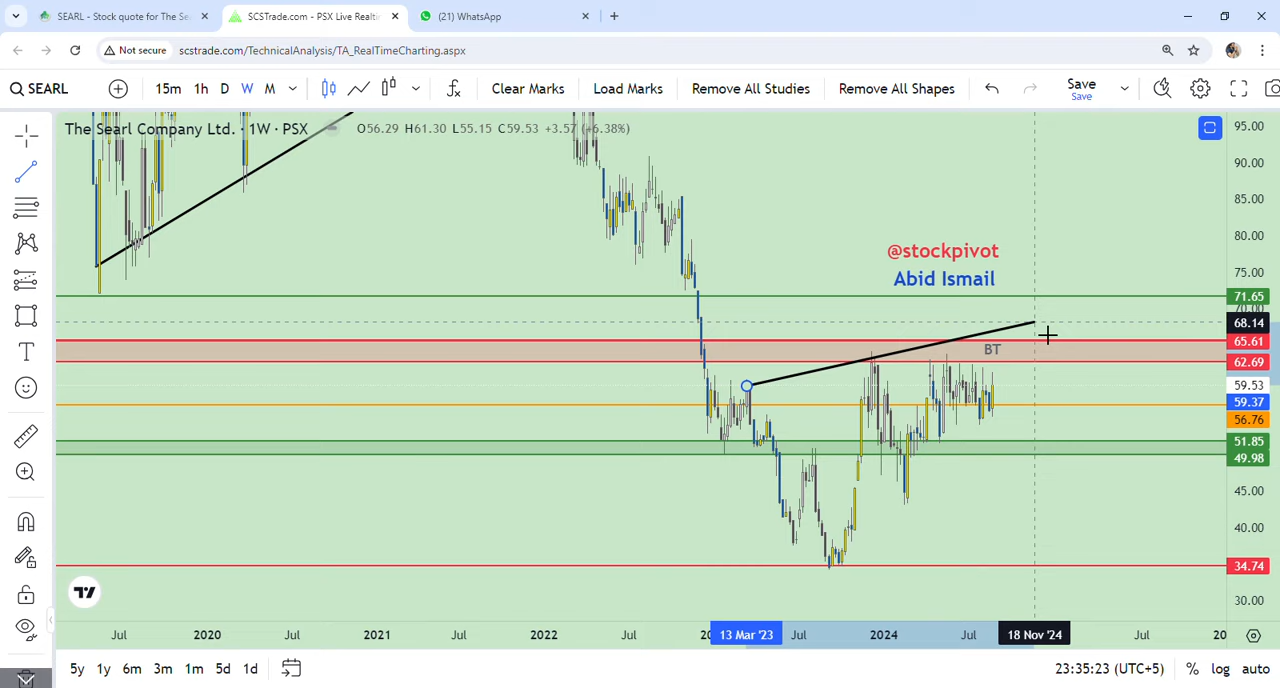 SEARL - Stock quote for The Sea
SCSTrade.com - PSX Live Realtir
(21) WhatsApp
Not secure
scstrade.com/TechnicalAnalysis/TA_RealTimeCharting.aspx
SEARL 15m 1h D W M Clear Marks Load Marks Remove All Studies Remove All Shapes Save
Save
The Searl Company Ltd. · 1W · PSX O56.29 H61.30 L55.15 C59.53 +3.57 (+6.38%)
95.00
90.00
85.00
80.00
@stockpivot
Abid Ismail
75.00
71.65
70.00
68.14
65.61
BT
62.69
59.53
59.37
56.76
51.85
49.98
45.00
40.00
34.74
30.00
Jul 2020 Jul 2021 Jul 2022 Jul 20 13 Mar '23 Jul 2024 Jul 18 Nov '24 Jul 20
5y 1y 6m 3m 1m 5d 1d 23:35:23 (UTC+5) % log auto